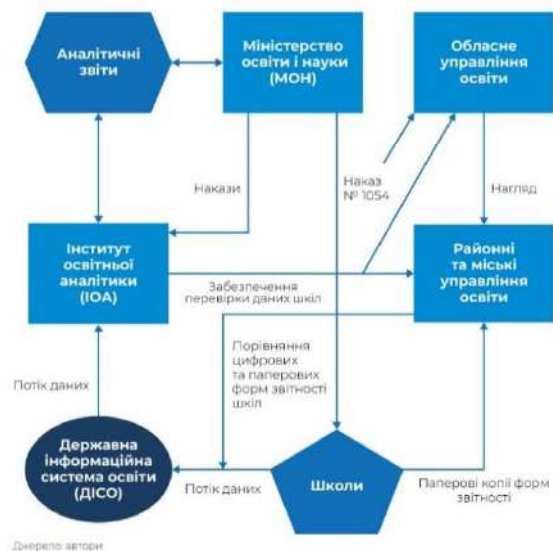 Аналітичні
звіти
Міністерство
освіти і науки
(МОН)
Обласне
управління
освіти
Накази
Наказ
№ 1054
Нагляд
Інститут
освітньої
аналітики
(ІОА)
Районні
та міські
управління
освіти
Забезпечення
перевірки даних шкіл
Порівняння
цифрових
та паперових
форм звітності
шкіл
Потік даних
Державна
інформаційна
система освіти
(ДІСО)
Потік даних
Школи
Паперові копії форм
звітності
Джерело: автори